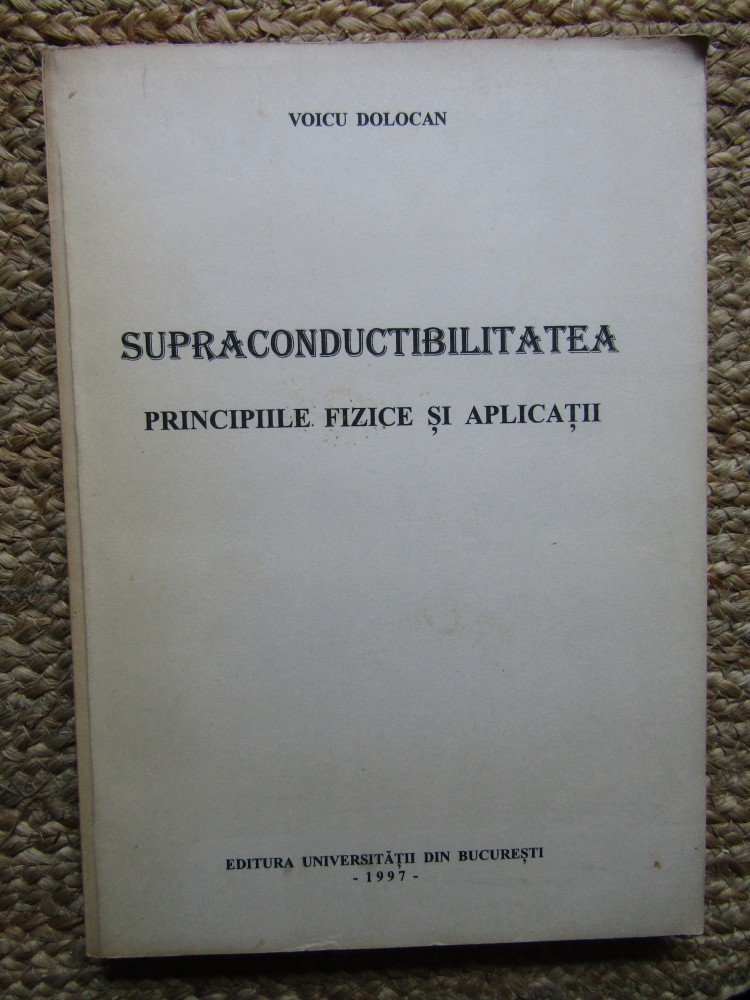 VOICU DOLOCAN
SUPRACONDUCTIBILITATEA
PRINCIPIILE FIZICE ȘI APLICAȚII
EDITURA UNIVERSITĂȚII DIN BUCUREȘTI
- 1997 -